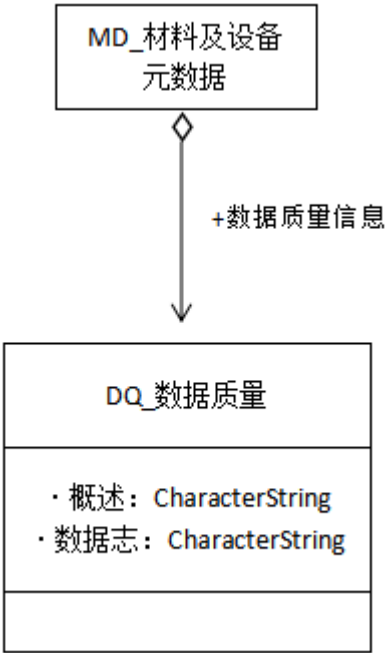 MD_材料及设备
元数据
+数据质量信息
DQ_数据质量
·概述：CharacterString
·数据志：CharacterString